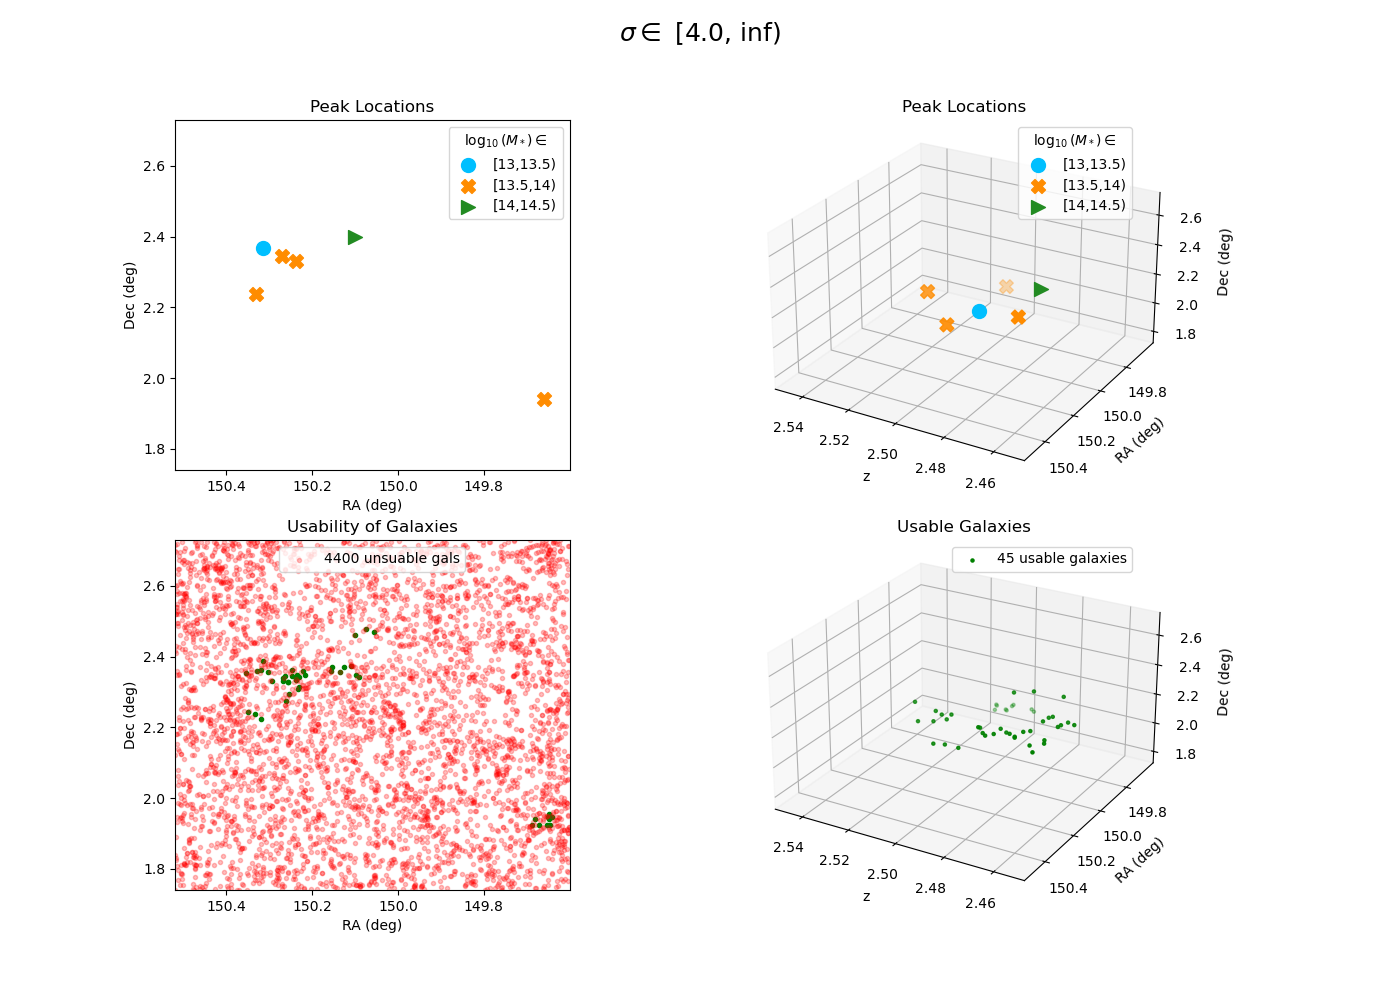 σ ∈ [4.0, inf)
Peak Locations
log₁₀(M*) ∈
[13,13.5)
[13.5,14)
[14,14.5)
2.6
2.4
2.2
2.0
1.8
Dec (deg)
150.4 150.2 150.0 149.8
RA (deg)
Peak Locations
log₁₀(M*) ∈
[13,13.5)
[13.5,14)
[14,14.5)
2.6
2.4
2.2
2.0
1.8
Dec (deg)
149.8
150.0
150.2
150.4
RA (deg)
2.54
2.52
2.50
2.48
2.46
z
Usability of Galaxies
4400 unsuable gals
2.6
2.4
2.2
2.0
1.8
Dec (deg)
150.4 150.2 150.0 149.8
RA (deg)
Usable Galaxies
45 usable galaxies
2.6
2.4
2.2
2.0
1.8
Dec (deg)
149.8
150.0
150.2
150.4
RA (deg)
2.54
2.52
2.50
2.48
2.46
z